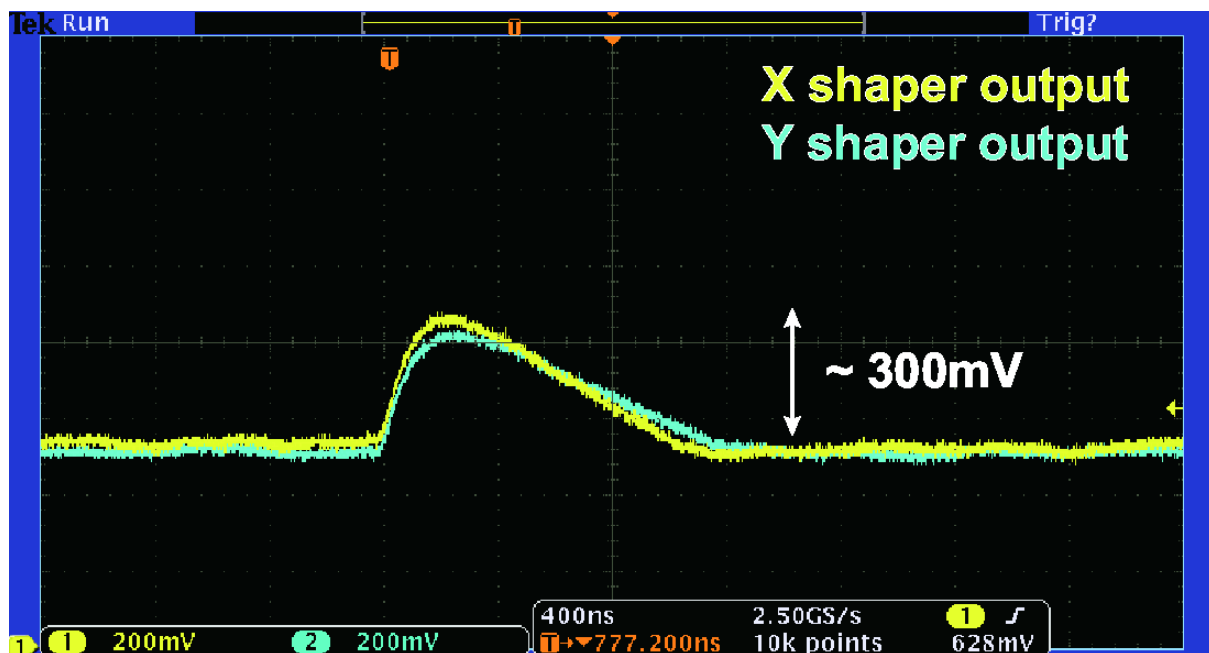 Tek Run Trig?
T
T
X shaper output
Y shaper output
~ 300mV
1 1 200mV 2 200mV
400ns 2.50GS/s 1
T→▼777.200ns 10k points 628mV